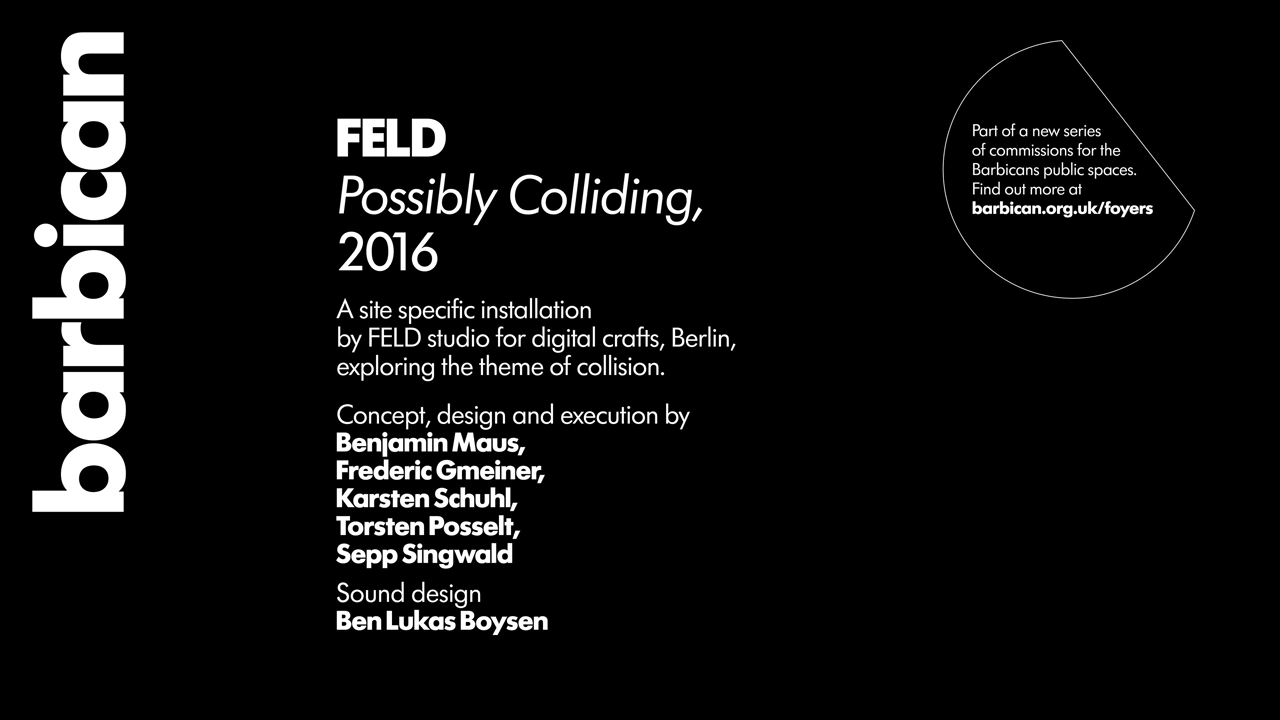 barbican
FELD
Possibly Colliding,
2016
A site specific installation
by FELD studio for digital crafts, Berlin,
exploring the theme of collision.
Concept, design and execution by
Benjamin Maus,
Frederic Gmeiner,
Karsten Schuhl,
Torsten Posselt,
Sepp Singwald
Sound design
Ben Lukas Boysen
Part of a new series
of commissions for the
Barbicans public spaces.
Find out more at
barbican.org.uk/foyers